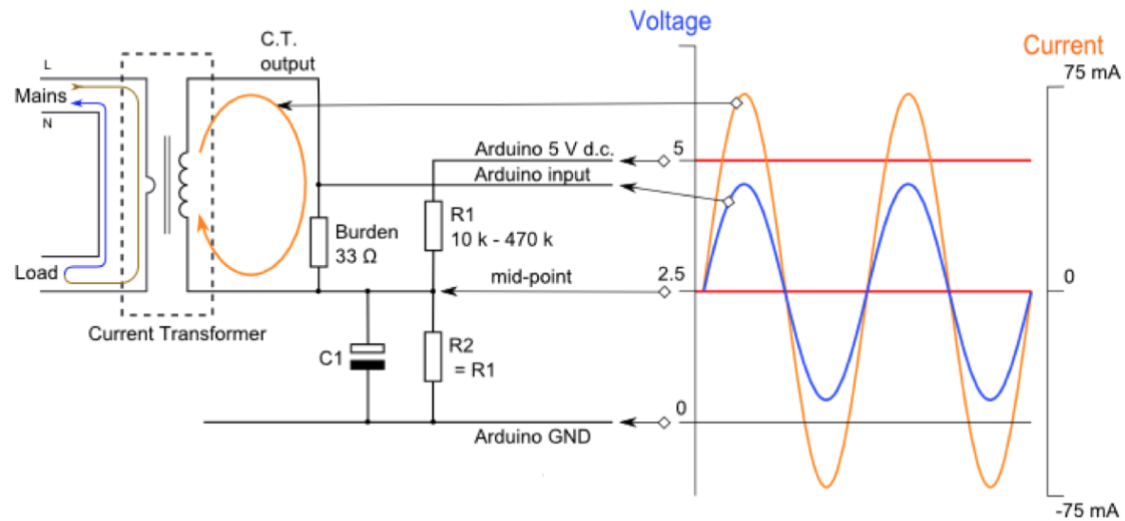 Voltage
Current
75 mA
C.T.
output
L
Mains
N
Arduino 5 V d.c.
5
Arduino input
R1
10 k - 470 k
Burden
33 Ω
mid-point
2.5
0
Load
Current Transformer
C1
R2
= R1
0
Arduino GND
-75 mA